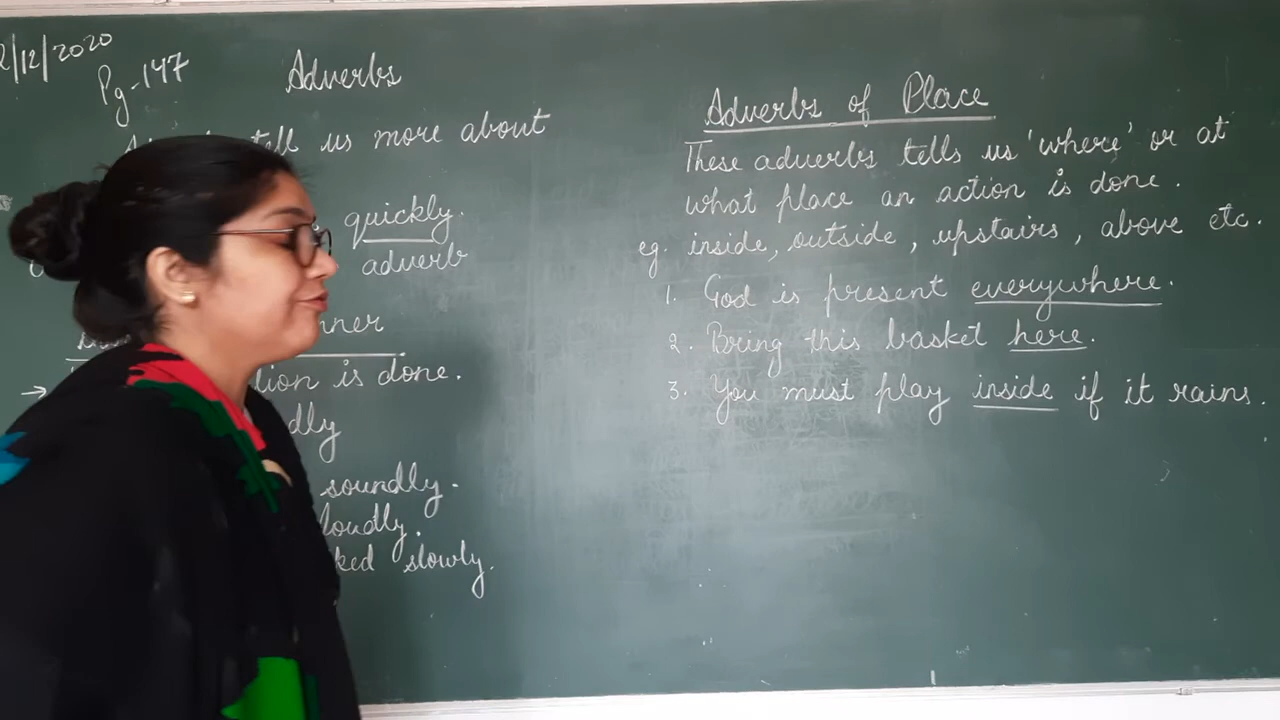 2/12/2020
Pg-147
Adverbs
tell us more about
quickly.
adverb
tion is done.
soundly.
loudly.
ked slowly.
Adverbs of Place
These adverbs tells us 'where' or at
what place an action is done.
eg. inside, outside, upstairs, above etc.
1. God is present everywhere.
2. Bring this basket here.
3. You must play inside if it rains.